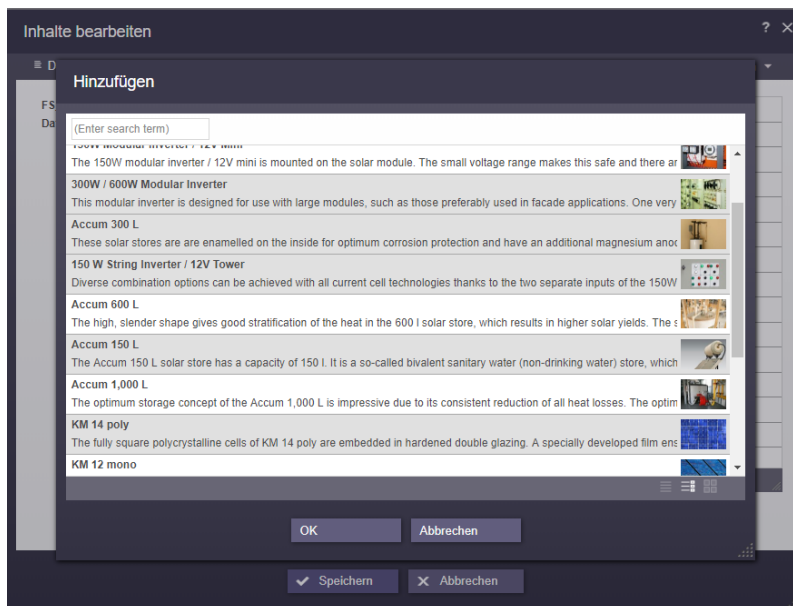 Inhalte bearbeiten
? ✕
D
Hinzufügen
FS
Da
(Enter search term)
150W Modular Inverter / 12V Mini
The 150W modular inverter / 12V mini is mounted on the solar module. The small voltage range makes this safe and there ar
300W / 600W Modular Inverter
This modular inverter is designed for use with large modules, such as those preferably used in facade applications. One very
Accum 300 L
These solar stores are are enamelled on the inside for optimum corrosion protection and have an additional magnesium anod
150 W String Inverter / 12V Tower
Diverse combination options can be achieved with all current cell technologies thanks to the two separate inputs of the 150W
Accum 600 L
The high, slender shape gives good stratification of the heat in the 600 l solar store, which results in higher solar yields. The s
Accum 150 L
The Accum 150 L solar store has a capacity of 150 l. It is a so-called bivalent sanitary water (non-drinking water) store, which
Accum 1,000 L
The optimum storage concept of the Accum 1,000 L is impressive due to its consistent reduction of all heat losses. The optim
KM 14 poly
The fully square polycrystalline cells of KM 14 poly are embedded in hardened double glazing. A specially developed film ens
KM 12 mono
OK Abbrechen
Speichern Abbrechen